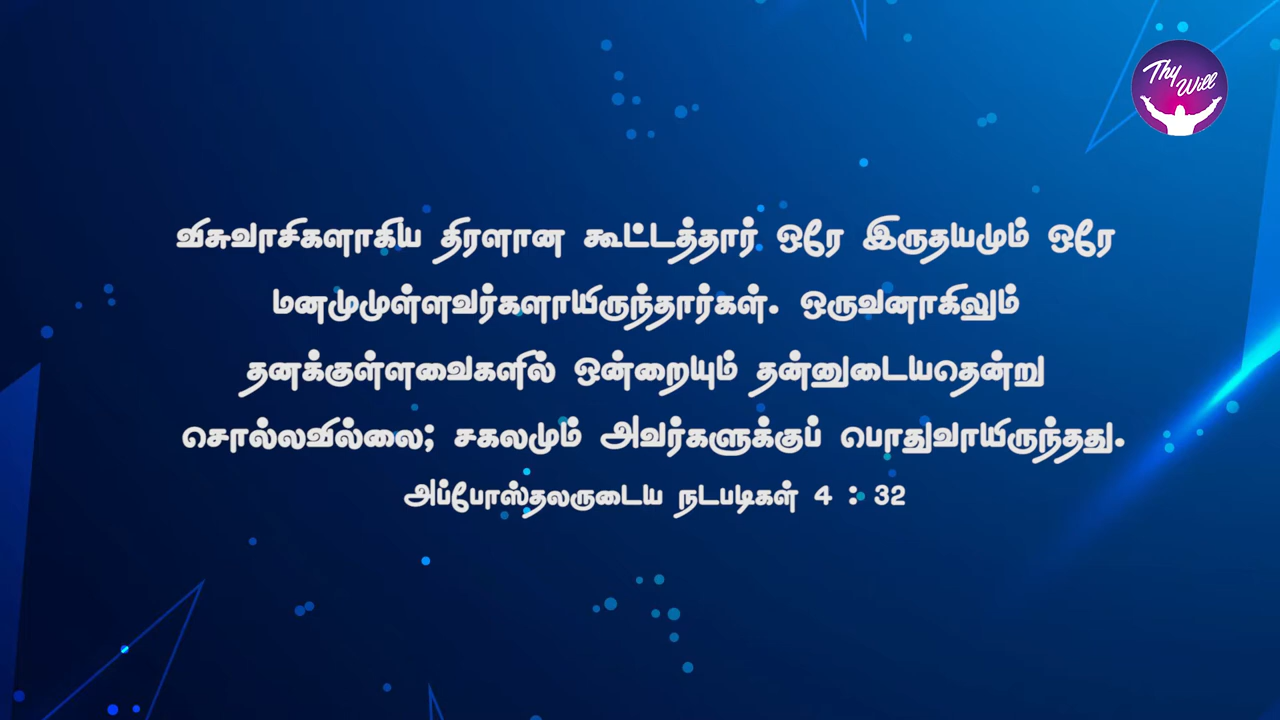 Thy
Will
விசுவாசிகளாகிய திரளான கூட்டத்தார் ஒரே இருதயமும் ஒரே
மனமுமுள்ளவர்களாயிருந்தார்கள். ஒருவனாகிலும்
தனக்குள்ளவைகளில் ஒன்றையும் தன்னுடையதென்று
சொல்லவில்லை; சகலமும் அவர்களுக்குப் பொதுவாயிருந்தது.
அப்போஸ்தலருடைய நடபடிகள் 4 : 32